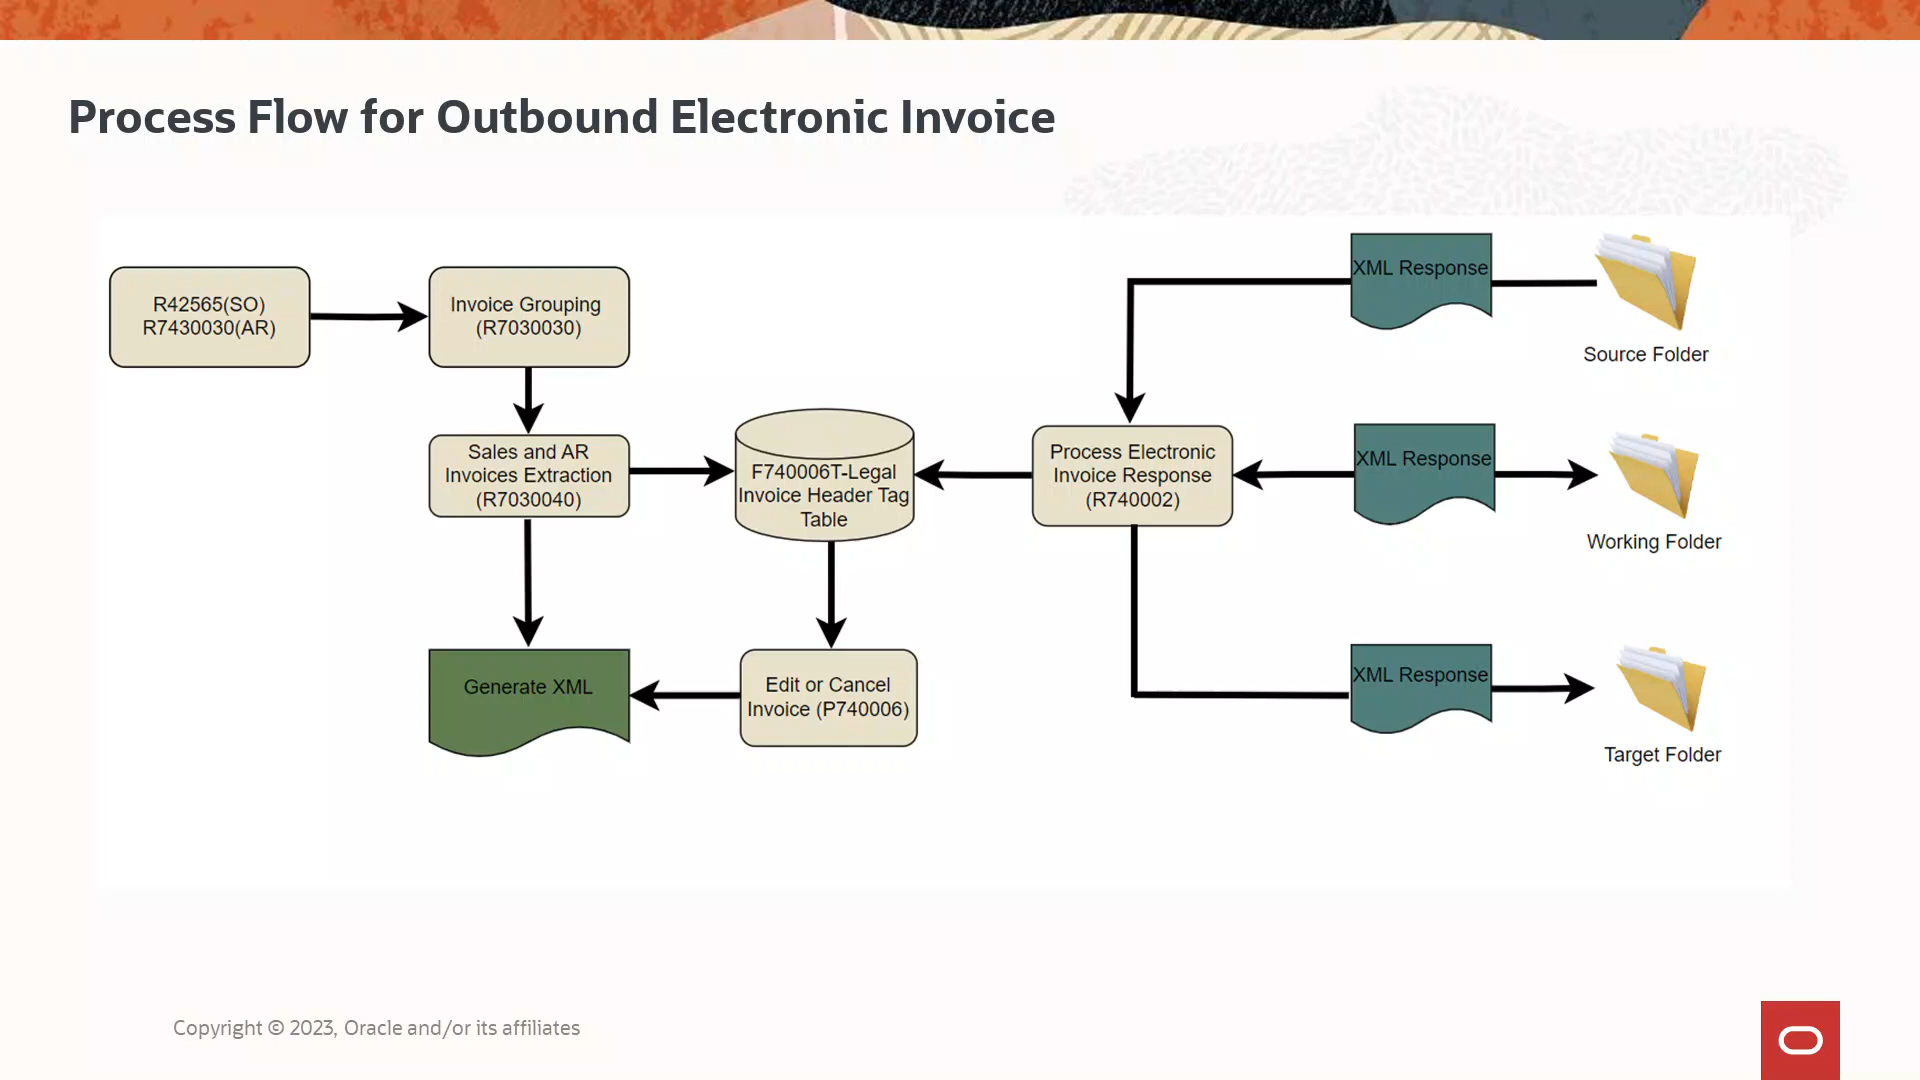 Process Flow for Outbound Electronic Invoice
R42565(SO)
R7430030(AR)
Invoice Grouping
(R7030030)
Sales and AR
Invoices Extraction
(R7030040)
Generate XML
F740006T-Legal
Invoice Header Tag
Table
Edit or Cancel
Invoice (P740006)
Process Electronic
Invoice Response
(R740002)
XML Response
Source Folder
XML Response
Working Folder
XML Response
Target Folder
Copyright © 2023, Oracle and/or its affiliates